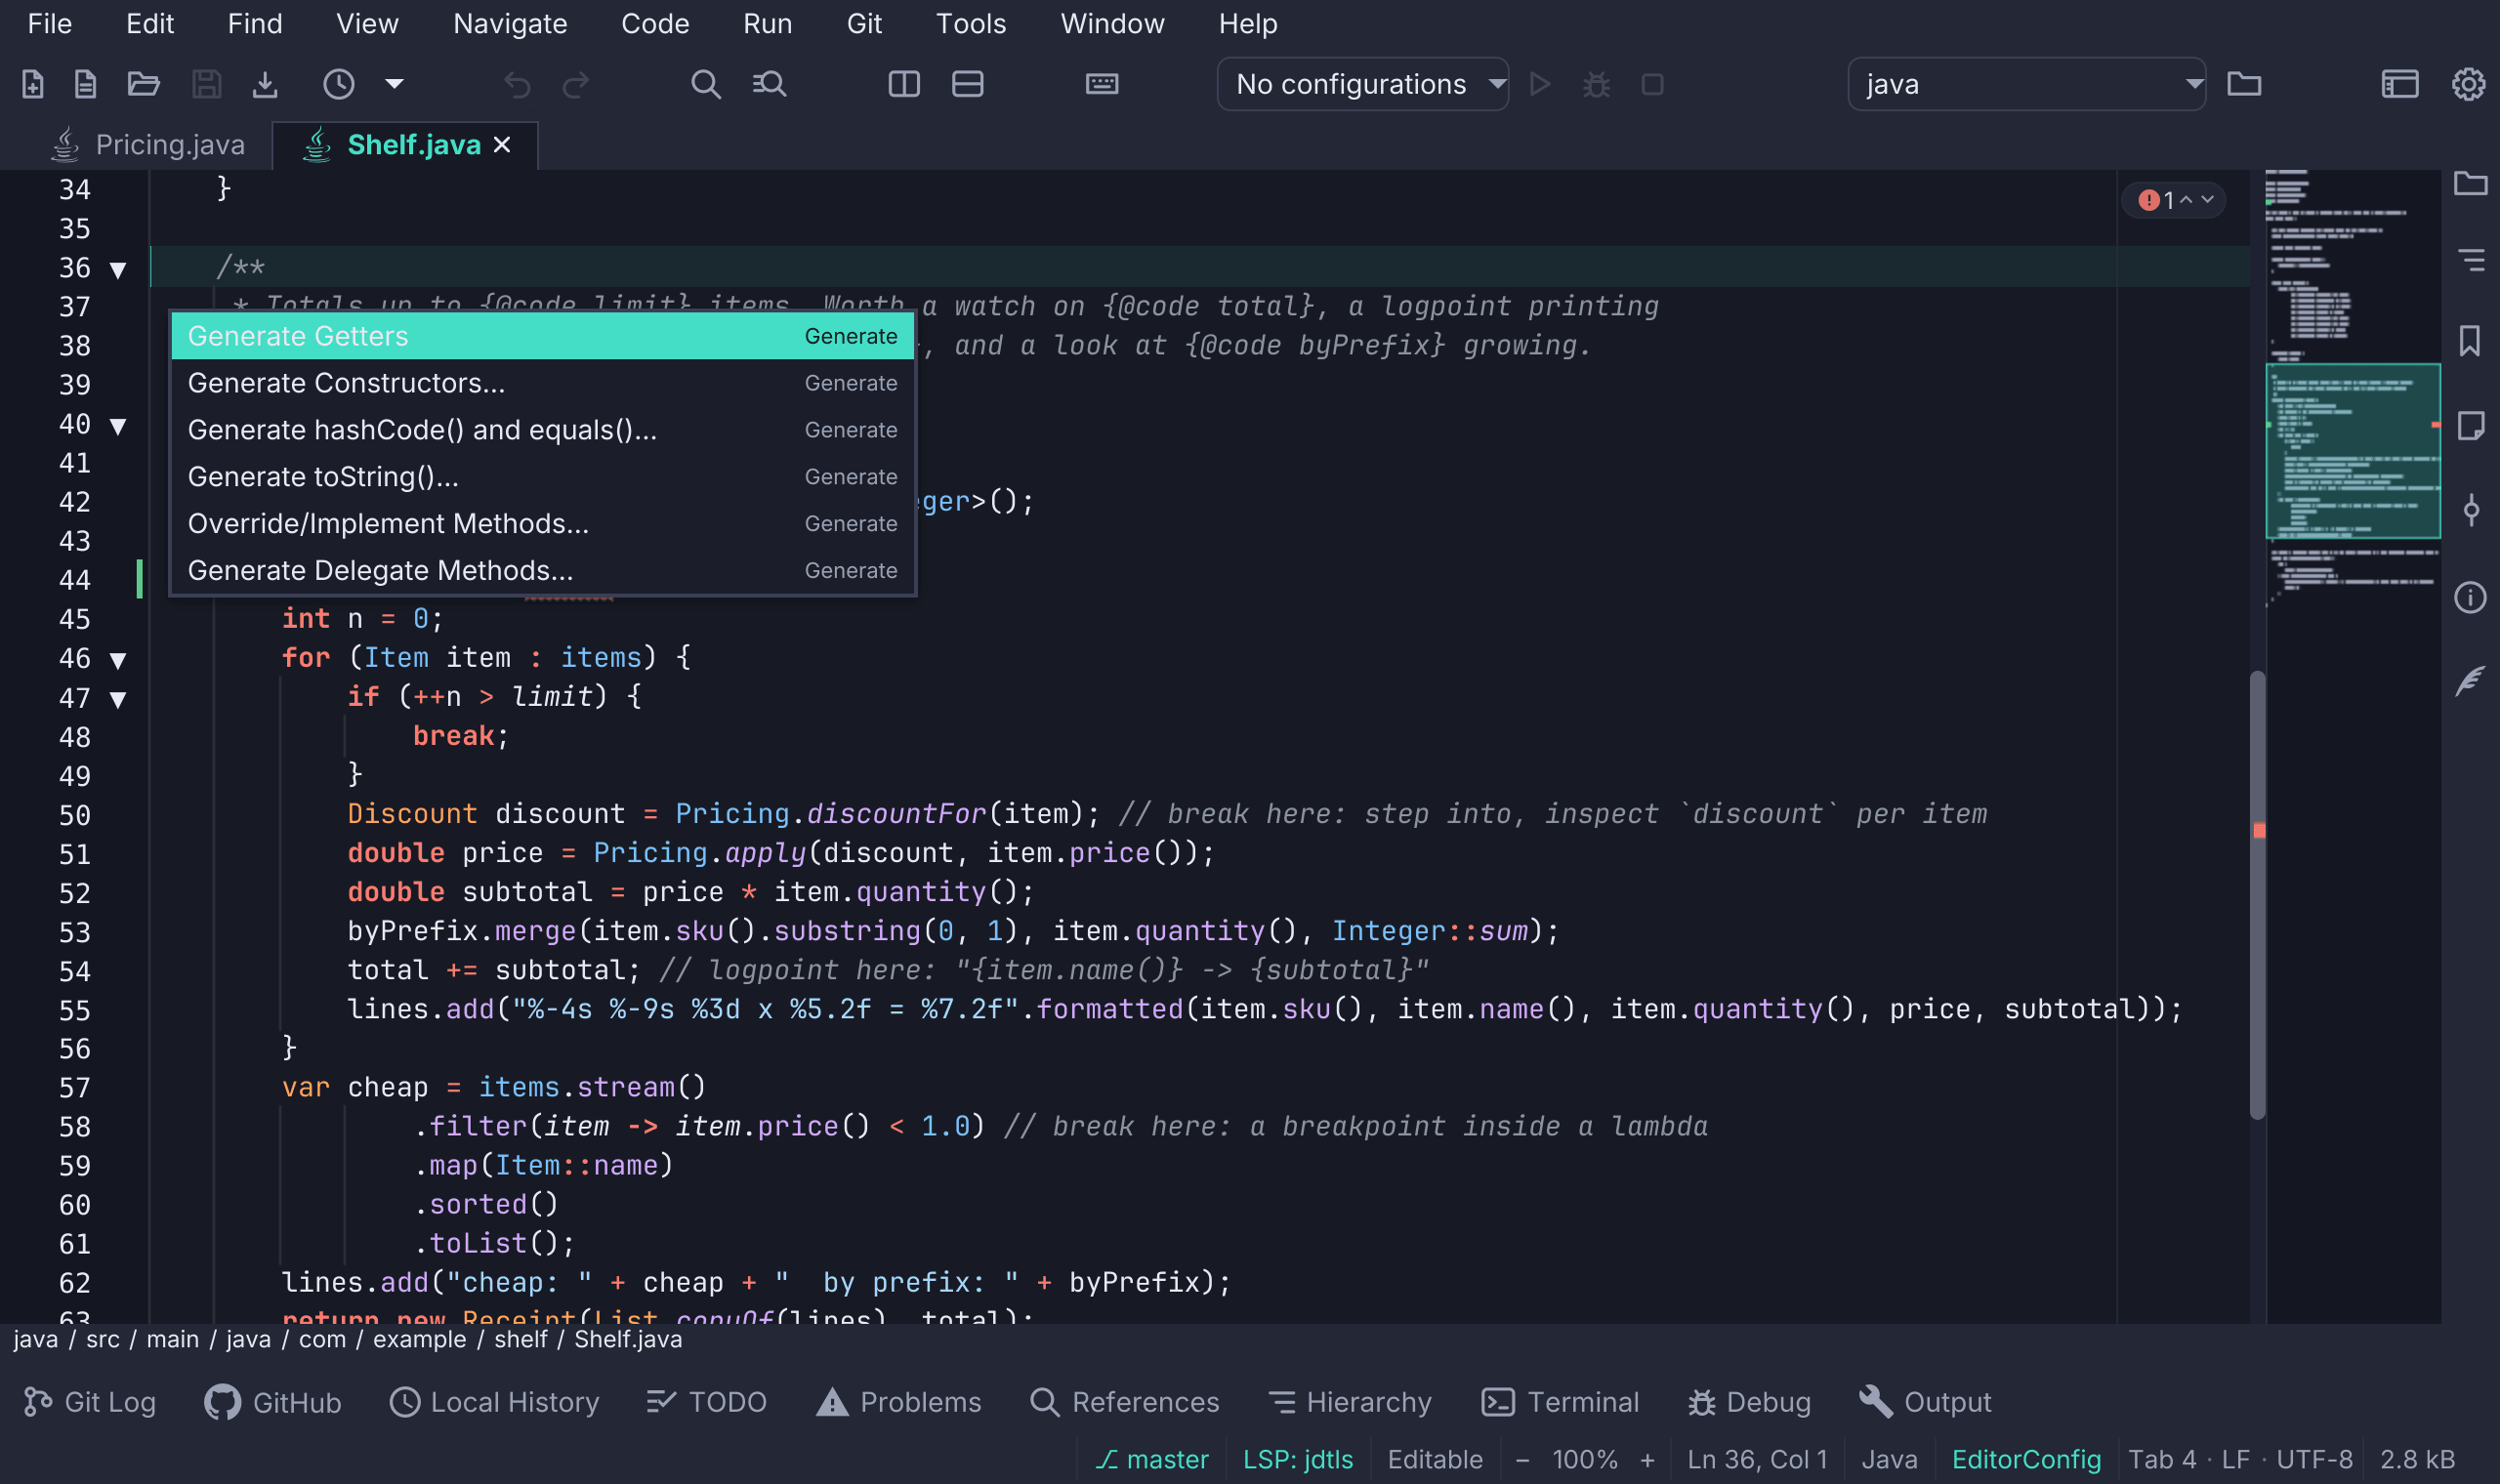 File Edit Find View Navigate Code Run Git Tools Window Help
No configurations java
Pricing.java Shelf.java
34 }
1
35
36 /**
37 * Totals up to {@code limit} items. Worth a watch on {@code total}, a logpoint printing
Generate Getters Generate
38 , and a look at {@code byPrefix} growing.
39 Generate Constructors... Generate
40 Generate hashCode() and equals()... Generate
41 Generate toString()... Generate
42 eger>();
43 Override/Implement Methods... Generate
44 Generate Delegate Methods... Generate
45 int n = 0;
46 for (Item item : items) {
47 if (++n > limit) {
48 break;
49 }
50 Discount discount = Pricing.discountFor(item); // break here: step into, inspect `discount` per item
51 double price = Pricing.apply(discount, item.price());
52 double subtotal = price * item.quantity();
53 byPrefix.merge(item.sku().substring(0, 1), item.quantity(), Integer::sum);
54 total += subtotal; // logpoint here: "{item.name()} -> {subtotal}"
55 lines.add("%-4s %-9s %3d x %5.2f = %7.2f".formatted(item.sku(), item.name(), item.quantity(), price, subtotal));
56 }
57 var cheap = items.stream()
58 .filter(item -> item.price() < 1.0) // break here: a breakpoint inside a lambda
59 .map(Item::name)
60 .sorted()
61 .toList();
62 lines.add("cheap: " + cheap + "  by prefix: " + byPrefix);
63 return new Receipt(List.copyOf(lines), total);
java / src / main / java / com / example / shelf / Shelf.java
Git Log GitHub Local History TODO Problems References Hierarchy Terminal Debug Output
master LSP: jdtls Editable − 100% + Ln 36, Col 1 Java EditorConfig Tab 4 · LF · UTF-8 2.8 kB